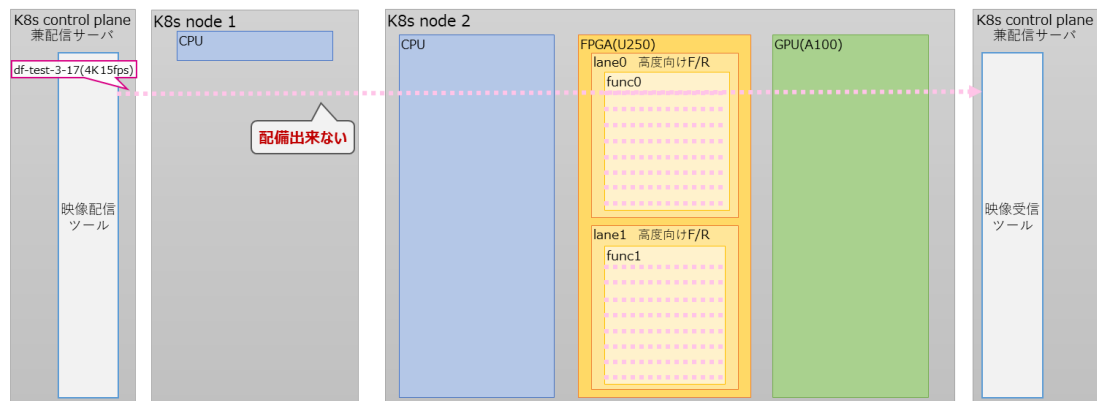 K8s control plane
兼配信サーバ
df-test-3-17(4K15fps)
映像配信
ツール
K8s node 1
CPU
配備出来ない
K8s node 2
CPU
FPGA(U250)
lane0 高度向けF/R
func0
lane1 高度向けF/R
func1
GPU(A100)
K8s control plane
兼配信サーバ
映像受信
ツール